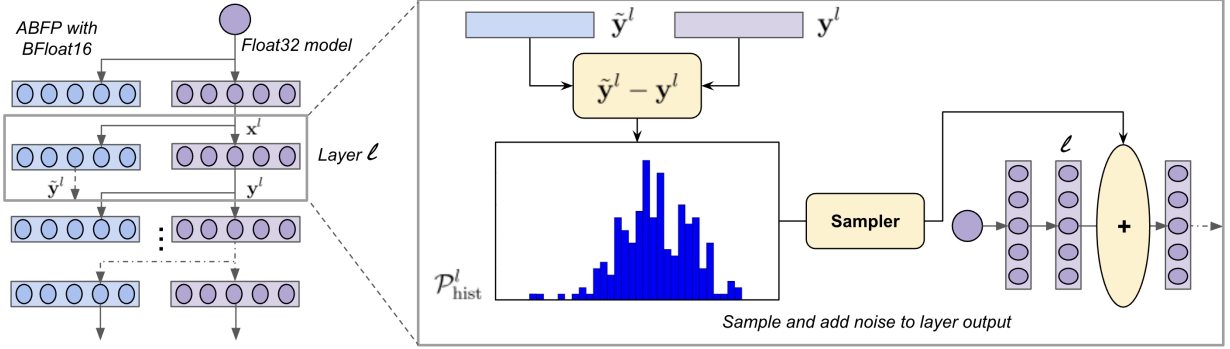 ABFP with
BFloat16
Float32 model
x^l
Layer ℓ
ỹ^l
y^l
⋮
ỹ^l
y^l
ỹ^l − y^l
P^l_hist
Sampler
ℓ
+
Sample and add noise to layer output